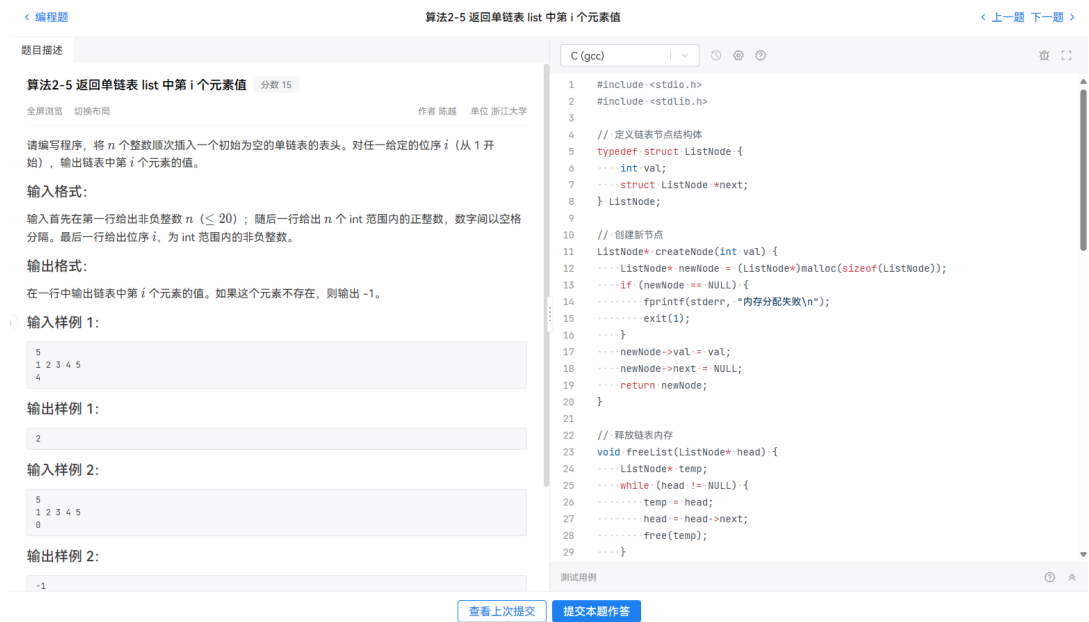 编程题
算法2-5 返回单链表 list 中第 i 个元素值
上一题 下一题
题目描述
算法2-5 返回单链表 list 中第 i 个元素值 分数 15
全屏浏览 切换布局 作者 陈越 单位 浙江大学
请编写程序，将 n 个整数顺次插入一个初始为空的单链表的表头。对任一给定的位序 i（从 1 开
始），输出链表中第 i 个元素的值。
输入格式：
输入首先在第一行给出非负整数 n（≤ 20）；随后一行给出 n 个 int 范围内的正整数，数字间以空格
分隔。最后一行给出位序 i，为 int 范围内的非负整数。
输出格式：
在一行中输出链表中第 i 个元素的值。如果这个元素不存在，则输出 -1。
输入样例 1：
5
1 2 3 4 5
4
输出样例 1：
2
输入样例 2：
5
1 2 3 4 5
0
输出样例 2：
-1
C (gcc)
1 #include <stdio.h>
2 #include <stdlib.h>
3
4 // 定义链表节点结构体
5 typedef struct ListNode {
6     int val;
7     struct ListNode *next;
8 } ListNode;
9
10 // 创建新节点
11 ListNode* createNode(int val) {
12     ListNode* newNode = (ListNode*)malloc(sizeof(ListNode));
13     if (newNode == NULL) {
14         fprintf(stderr, "内存分配失败\n");
15         exit(1);
16     }
17     newNode->val = val;
18     newNode->next = NULL;
19     return newNode;
20 }
21
22 // 释放链表内存
23 void freeList(ListNode* head) {
24     ListNode* temp;
25     while (head != NULL) {
26         temp = head;
27         head = head->next;
28         free(temp);
29     }
测试用例
查看上次提交 提交本题作答